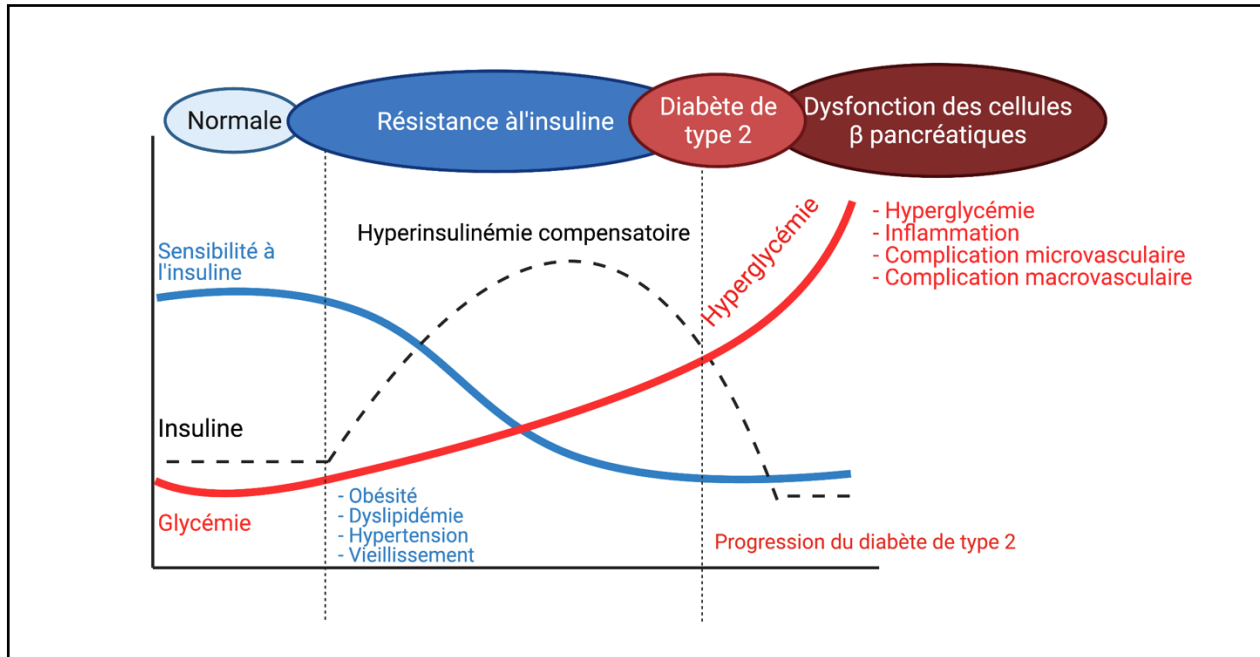 Normale
Résistance àl'insuline
Diabète de
type 2
Dysfonction des cellules
β pancréatiques
Sensibilité à
l'insuline
Hyperinsulinémie compensatoire
Hyperglycémie
- Hyperglycémie
- Inflammation
- Complication microvasculaire
- Complication macrovasculaire
Insuline
Glycémie
- Obésité
- Dyslipidémie
- Hypertension
- Vieillissement
Progression du diabète de type 2